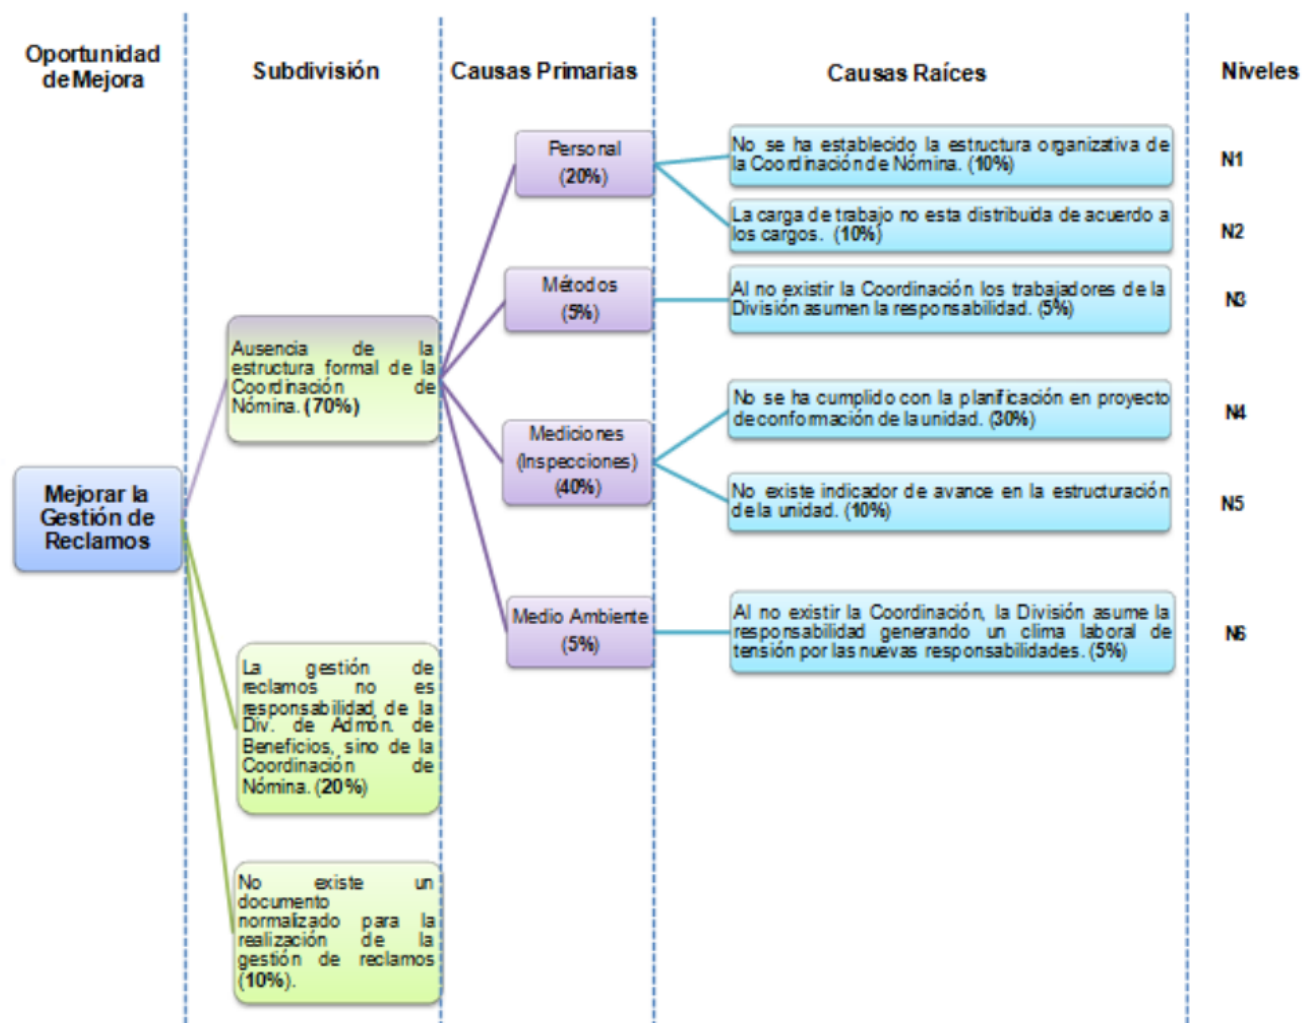 Oportunidad
de Mejora
Subdivisión
Causas Primarias
Causas Raíces
Niveles
Personal
(20%)
No se ha establecido la estructura organizativa de
la Coordinación de Nómina. (10%)
N1
La carga de trabajo no esta distribuida de acuerdo a
los cargos. (10%)
N2
Métodos
(5%)
Al no existir la Coordinación los trabajadores de la
División asumen la responsabilidad. (5%)
N3
Ausencia de la
estructura formal de la
Coordinación de
Nómina. (70%)
No se ha cumplido con la planificación en proyecto
de conformación de la unidad. (30%)
N4
Mediciones
(Inspecciones)
(40%)
No existe indicador de avance en la estructuración
de la unidad. (10%)
N5
Mejorar la
Gestión de
Reclamos
Medio Ambiente
(5%)
Al no existir la Coordinación, la División asume la
responsabilidad generando un clima laboral de
tensión por las nuevas responsabilidades. (5%)
N6
La gestión de
reclamos no es
responsabilidad de la
Div. de Admón. de
Beneficios, sino de la
Coordinación de
Nómina. (20%)
No existe un
documento
normalizado para la
realización de la
gestión de reclamos
(10%).